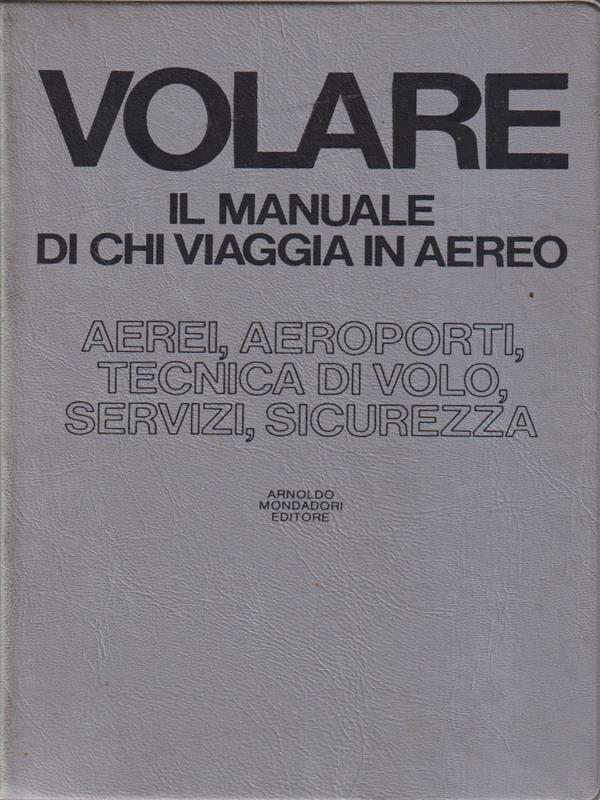 VOLARE
IL MANUALE
DI CHI VIAGGIA IN AEREO
AEREI, AEROPORTI,
TECNICA DI VOLO,
SERVIZI, SICUREZZA
ARNOLDO
MONDADORI
EDITORE